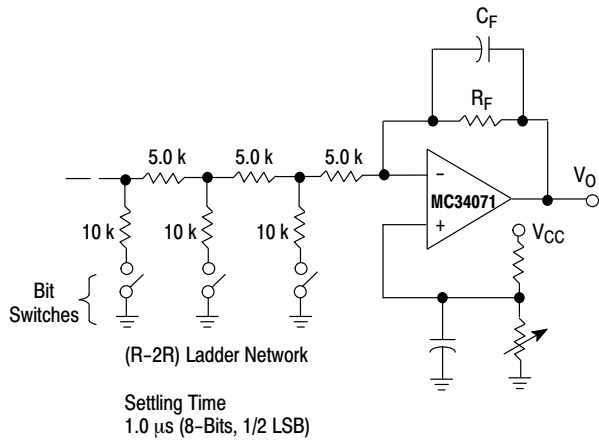 C_F
R_F
5.0 k 5.0 k 5.0 k
–
MC34071
+
V_O
V_CC
10 k 10 k 10 k
Bit
Switches
(R–2R) Ladder Network
Settling Time
1.0 μs (8–Bits, 1/2 LSB)